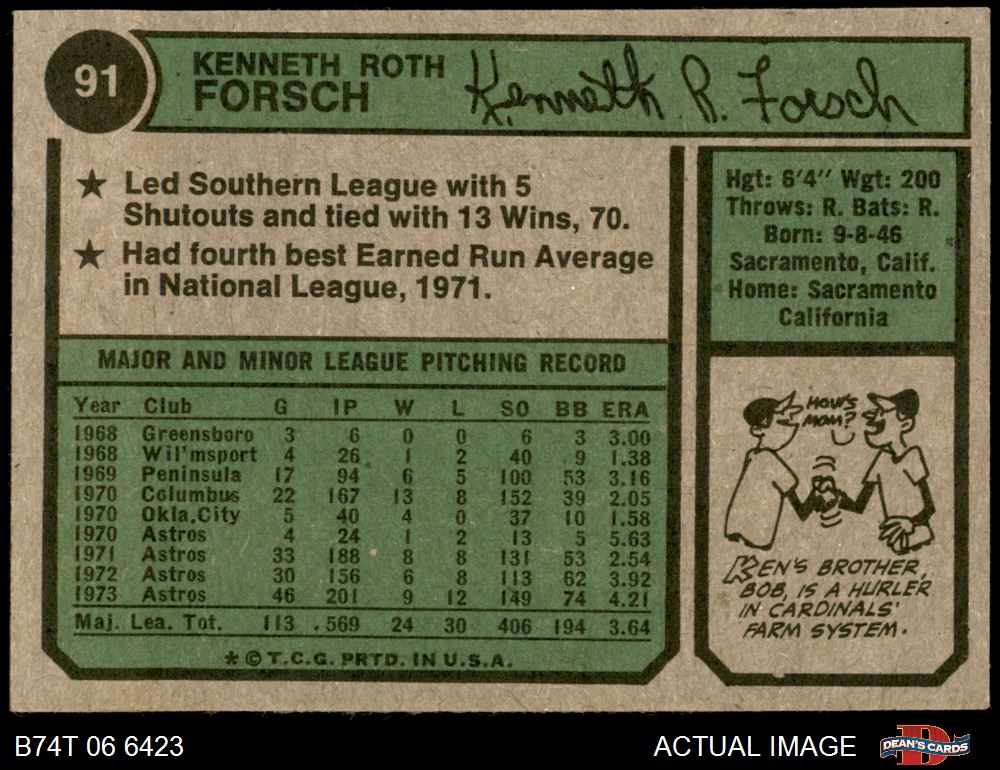 91
KENNETH ROTH
FORSCH
Kenneth R. Forsch
★ Led Southern League with 5
Shutouts and tied with 13 Wins, 70.
★ Had fourth best Earned Run Average
in National League, 1971.
Hgt: 6'4" Wgt: 200
Throws: R. Bats: R.
Born: 9-8-46
Sacramento, Calif.
Home: Sacramento
California
MAJOR AND MINOR LEAGUE PITCHING RECORD
Year Club G IP W L SO BB ERA
1968 Greensboro 3 6 0 0 6 3 3.00
1968 Wil'msport 4 26 1 2 40 9 1.38
1969 Peninsula 17 94 6 5 100 53 3.16
1970 Columbus 22 167 13 8 152 39 2.05
1970 Okla.City 5 40 4 0 37 10 1.58
1970 Astros 4 24 1 2 13 5 5.63
1971 Astros 33 188 8 8 131 53 2.54
1972 Astros 30 156 6 8 113 62 3.92
1973 Astros 46 201 9 12 149 74 4.21
Maj. Lea. Tot. 113 569 24 30 406 194 3.64
* © T.C.G. PRTD. IN U.S.A.
HOW'S
MOM?
KEN'S BROTHER,
BOB, IS A HURLER
IN CARDINALS'
FARM SYSTEM.
B74T 06 6423
ACTUAL IMAGE
D
DEAN'S CARDS